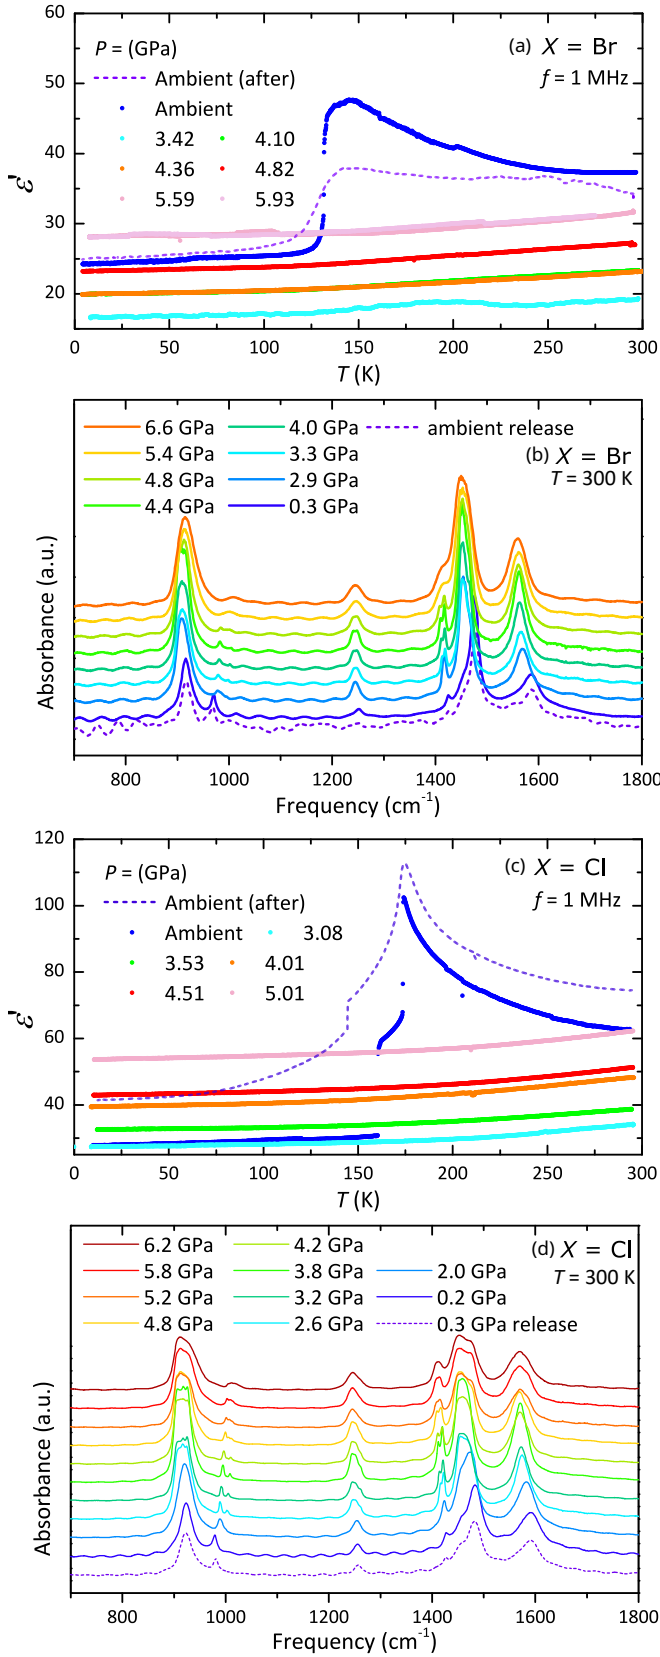 (a) X = Br
P = (GPa)
f = 1 MHz
Ambient (after)
Ambient
3.42 4.10
4.36 4.82
5.59 5.93
ε'
60
50
40
30
20
0 50 100 150 200 250 300
T (K)
6.6 GPa 4.0 GPa ambient release
5.4 GPa 3.3 GPa (b) X = Br
4.8 GPa 2.9 GPa T = 300 K
4.4 GPa 0.3 GPa
Absorbance (a.u.)
800 1000 1200 1400 1600 1800
Frequency (cm⁻¹)
(c) X = Cl
P = (GPa)
f = 1 MHz
Ambient (after)
Ambient 3.08
3.53 4.01
4.51 5.01
ε'
120
100
80
60
40
0 50 100 150 200 250 300
T (K)
6.2 GPa 4.2 GPa (d) X = Cl
5.8 GPa 3.8 GPa 2.0 GPa T = 300 K
5.2 GPa 3.2 GPa 0.2 GPa
4.8 GPa 2.6 GPa 0.3 GPa release
Absorbance (a.u.)
800 1000 1200 1400 1600 1800
Frequency (cm⁻¹)